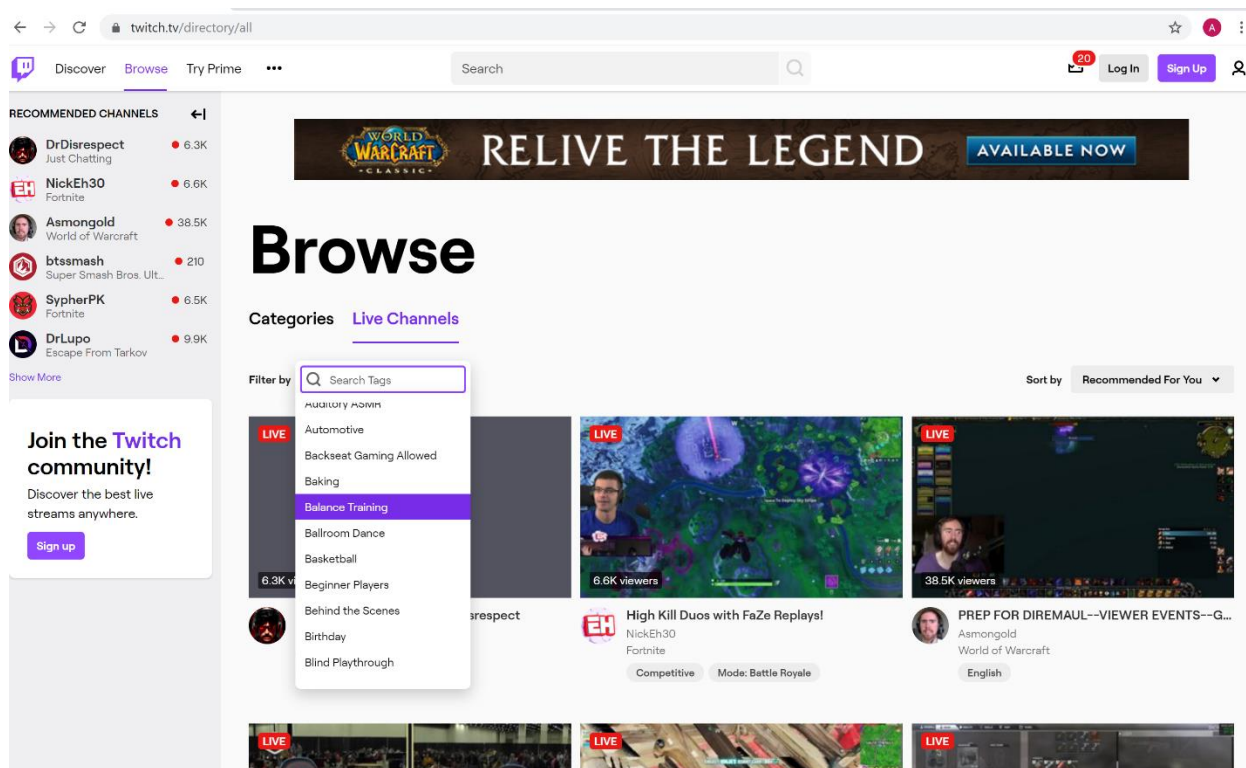 twitch.tv/directory/all
A
Discover Browse Try Prime •••
Search
20
Log In
Sign Up
RECOMMENDED CHANNELS
DrDisrespect 6.3K
Just Chatting
NickEh30 6.6K
Fortnite
Asmongold 38.5K
World of Warcraft
btssmash 210
Super Smash Bros. Ult...
SypherPK 6.5K
Fortnite
DrLupo 9.9K
Escape From Tarkov
Show More
Join the Twitch
community!
Discover the best live
streams anywhere.
Sign up
WORLD OF WARCRAFT CLASSIC RELIVE THE LEGEND AVAILABLE NOW
Browse
Categories Live Channels
Filter by Search Tags
Sort by Recommended For You
Auditory ASMR
Automotive
Backseat Gaming Allowed
Baking
Balance Training
Ballroom Dance
Basketball
Beginner Players
Behind the Scenes
Birthday
Blind Playthrough
LIVE
6.3K
LIVE
6.6K viewers
EH
High Kill Duos with FaZe Replays!
NickEh30
Fortnite
Competitive Mode: Battle Royale
LIVE
38.5K viewers
PREP FOR DIREMAUL--VIEWER EVENTS--G...
Asmongold
World of Warcraft
English
LIVE
LIVE
LIVE